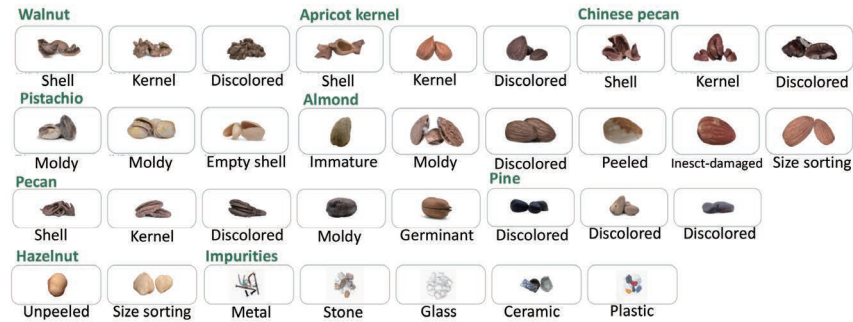 Walnut Apricot kernel Chinese pecan
Shell Kernel Discolored Shell Kernel Discolored Shell Kernel Discolored
Pistachio Almond
Moldy Moldy Empty shell Immature Moldy Discolored Peeled Inesct-damaged Size sorting
Pecan Pine
Shell Kernel Discolored Moldy Germinant Discolored Discolored Discolored
Hazelnut Impurities
Unpeeled Size sorting Metal Stone Glass Ceramic Plastic